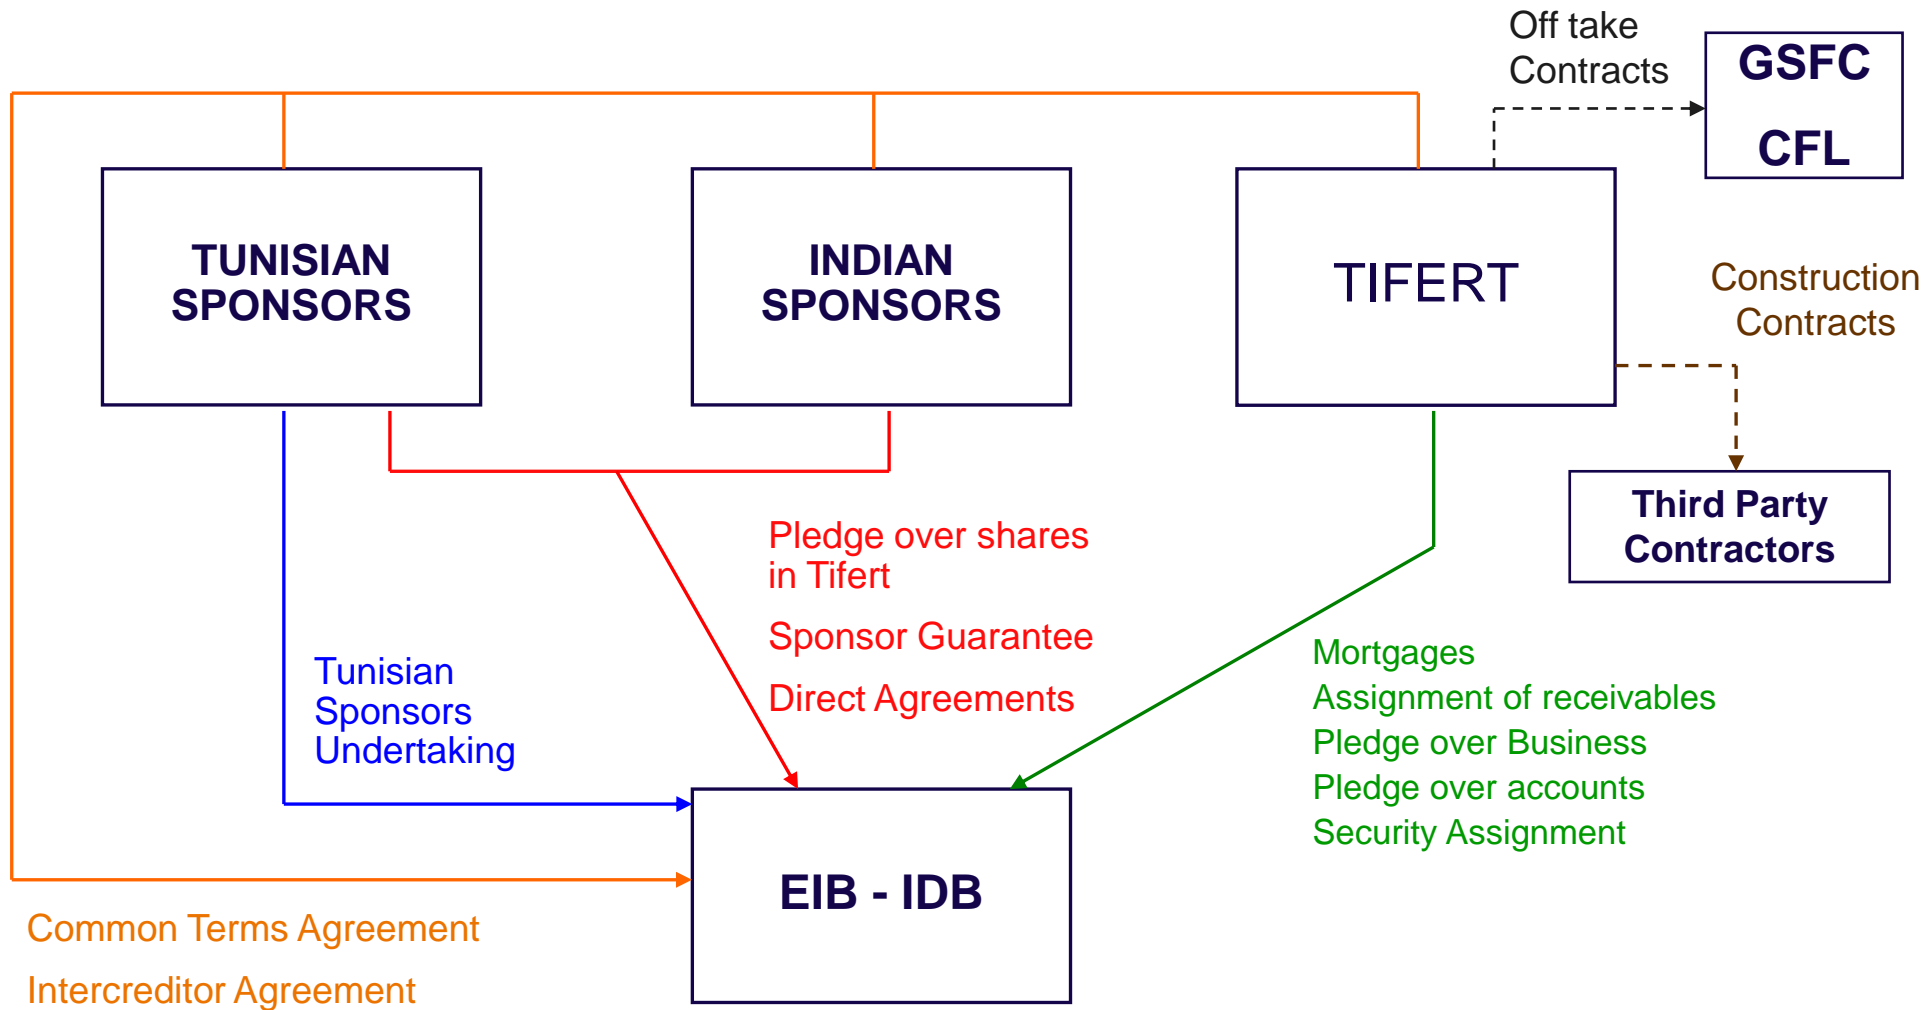 Off take
Contracts
GSFC
CFL
TUNISIAN
SPONSORS
INDIAN
SPONSORS
TIFERT
Construction
Contracts
Third Party
Contractors
Pledge over shares
in Tifert
Sponsor Guarantee
Direct Agreements
Tunisian
Sponsors
Undertaking
Mortgages
Assignment of receivables
Pledge over Business
Pledge over accounts
Security Assignment
EIB - IDB
Common Terms Agreement
Intercreditor Agreement